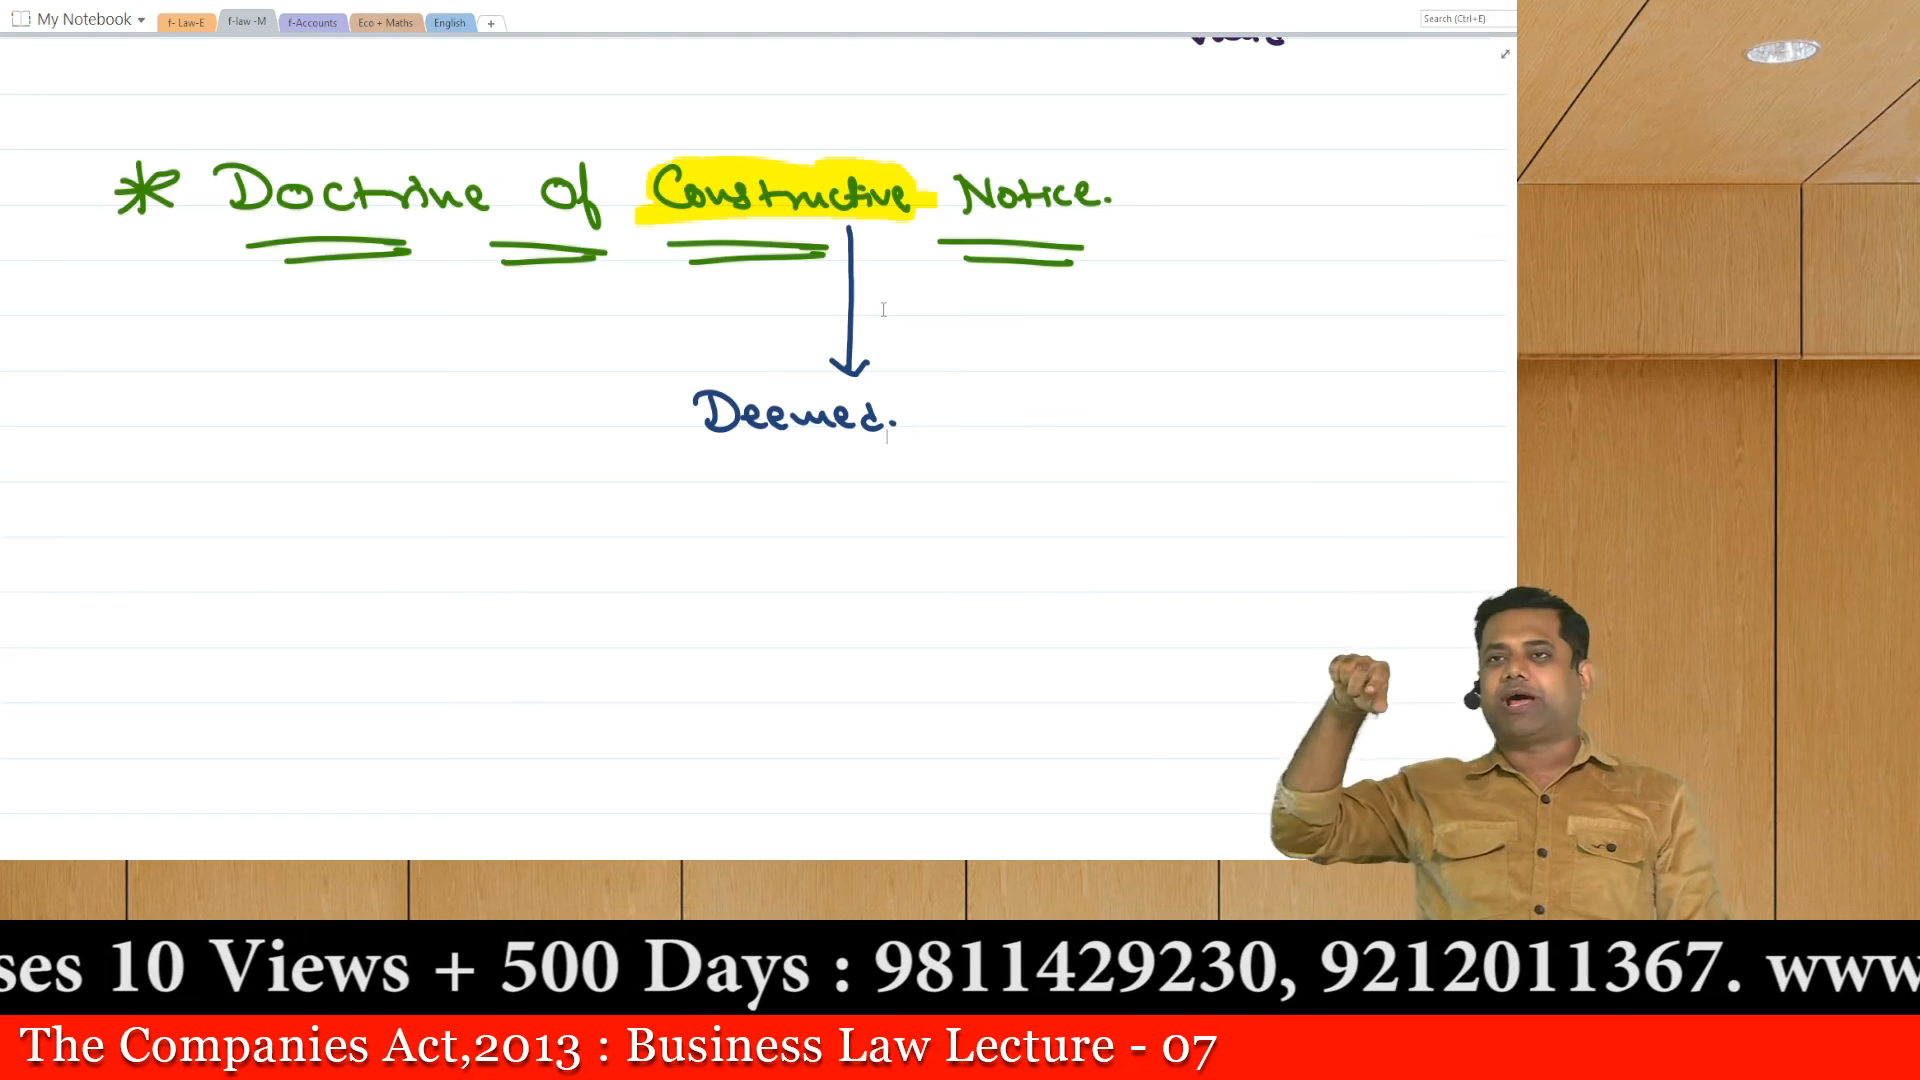 My Notebook
f- Law-E
f-law -M
f-Accounts
Eco + Maths
English
+
Search (Ctrl+E)
* Doctrine Of Constructive Notice.
Deemed.
ses 10 Views + 500 Days : 9811429230, 9212011367. www
The Companies Act,2013 : Business Law Lecture - 07